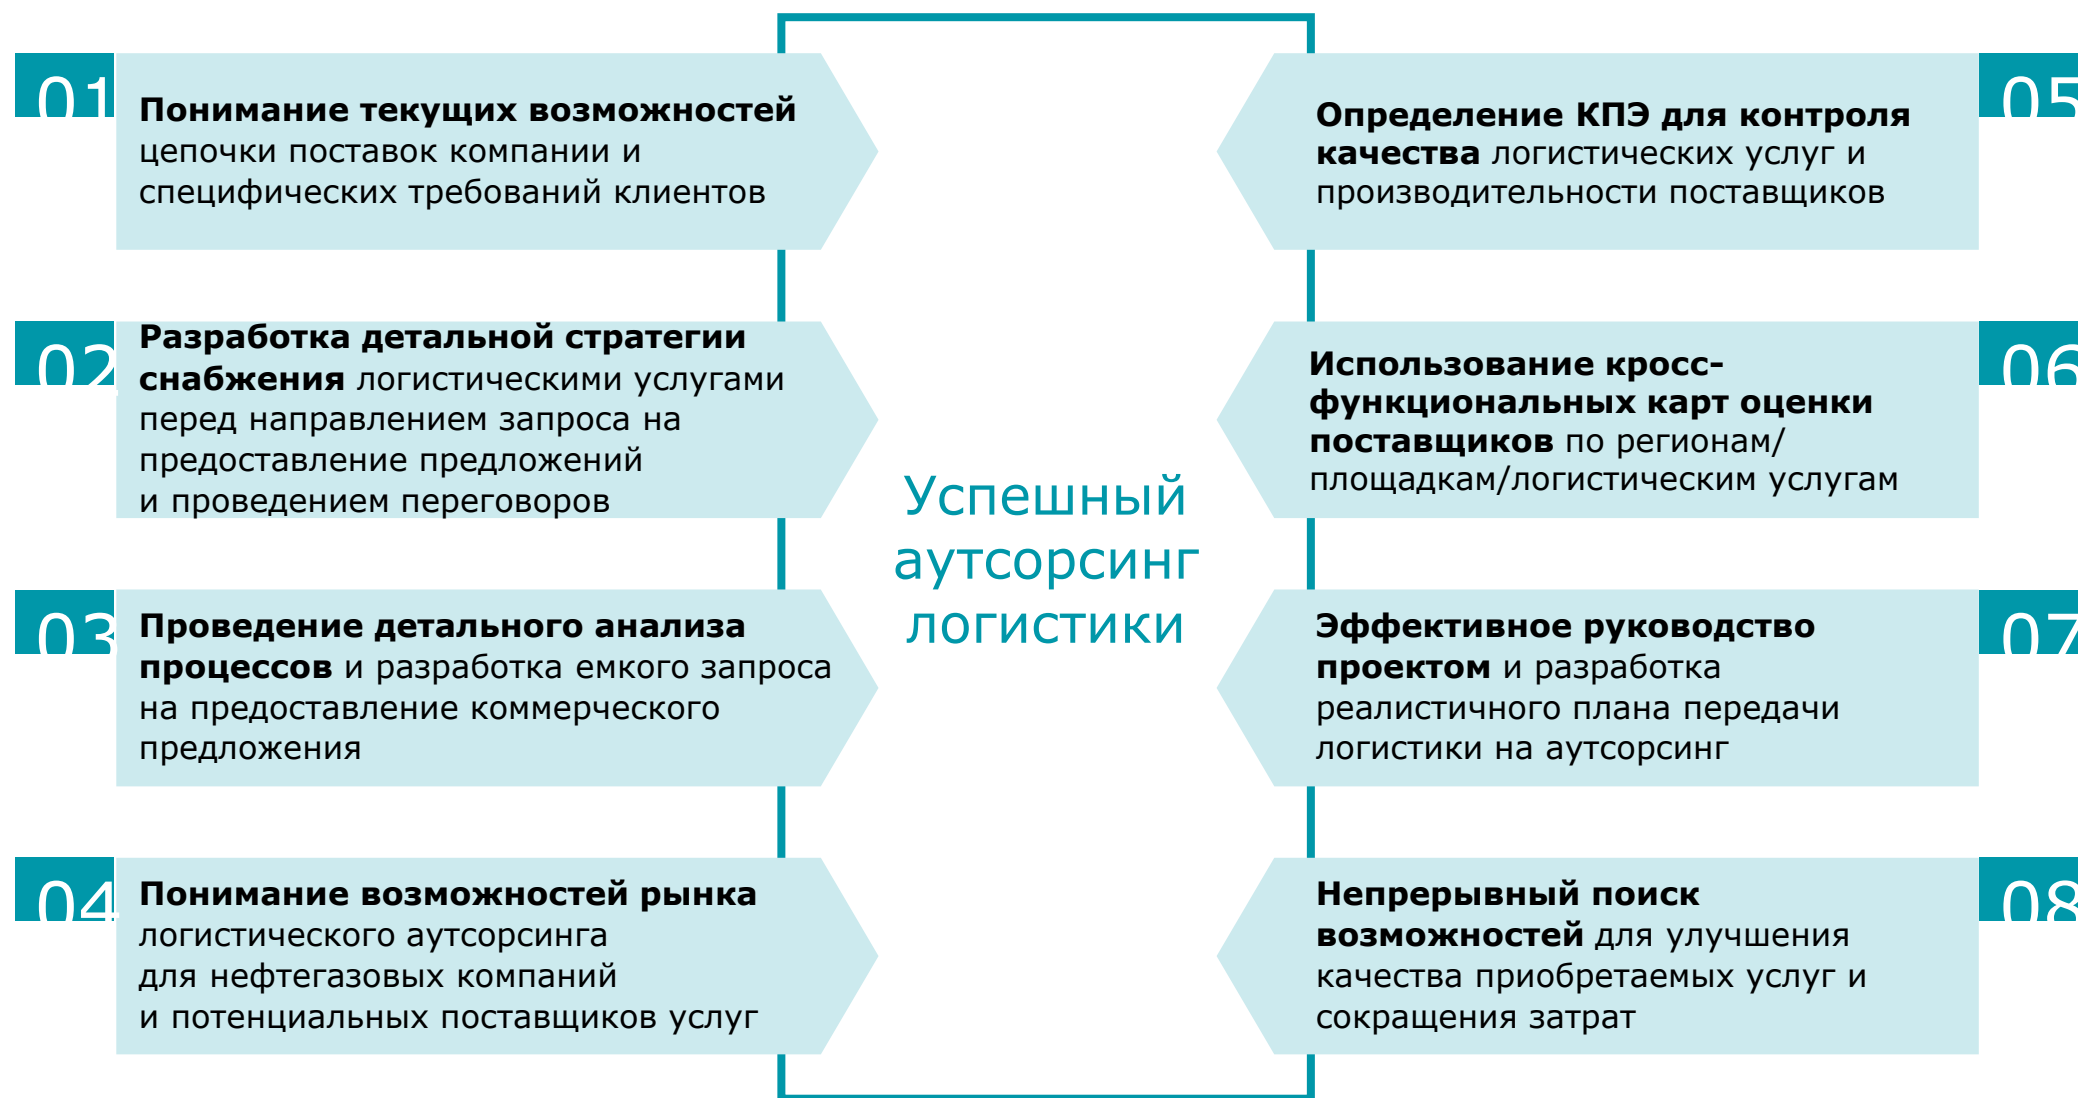 01
Понимание текущих возможностей
цепочки поставок компании и
специфических требований клиентов
02
Разработка детальной стратегии
снабжения логистическими услугами
перед направлением запроса на
предоставление предложений
и проведением переговоров
03
Проведение детального анализа
процессов и разработка емкого запроса
на предоставление коммерческого
предложения
04
Понимание возможностей рынка
логистического аутсорсинга
для нефтегазовых компаний
и потенциальных поставщиков услуг
Успешный
аутсорсинг
логистики
05
Определение КПЭ для контроля
качества логистических услуг и
производительности поставщиков
06
Использование кросс-
функциональных карт оценки
поставщиков по регионам/
площадкам/логистическим услугам
07
Эффективное руководство
проектом и разработка
реалистичного плана передачи
логистики на аутсорсинг
08
Непрерывный поиск
возможностей для улучшения
качества приобретаемых услуг и
сокращения затрат